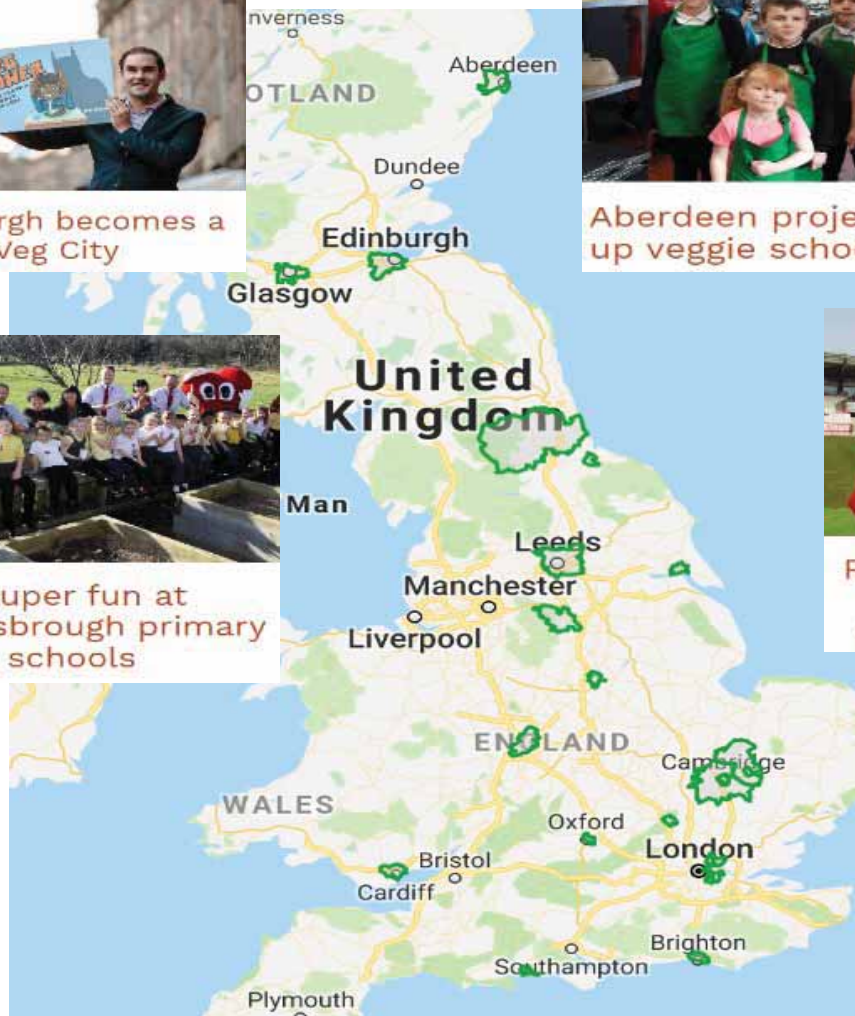 nverness
Aberdeen
OTLAND
Dundee
rgh becomes a
Veg City
Aberdeen proje
up veggie scho
Edinburgh
Glasgow
United
Kingdom
Man
Leeds
Manchester
Liverpool
uper fun at
sbrough primary
schools
ENGLAND
Cambridge
WALES
Oxford
London
Bristol
Cardiff
Brighton
Southampton
Plymouth